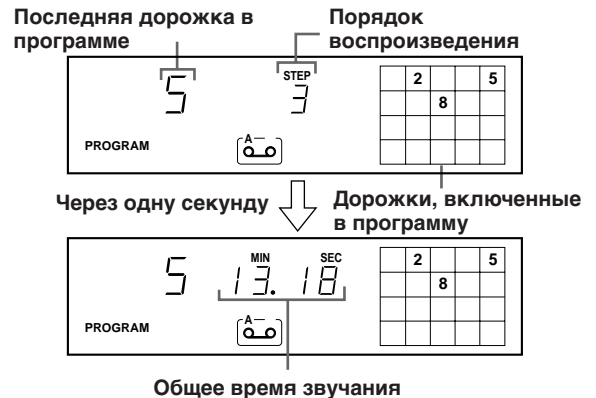 Последняя дорожка в
программе
Порядок
воспроизведения
5
STEP
3
2 5
8
PROGRAM
A
Через одну секунду
Дорожки, включенные
в программу
5
MIN SEC
13. 18
2 5
8
PROGRAM
A
Общее время звучания